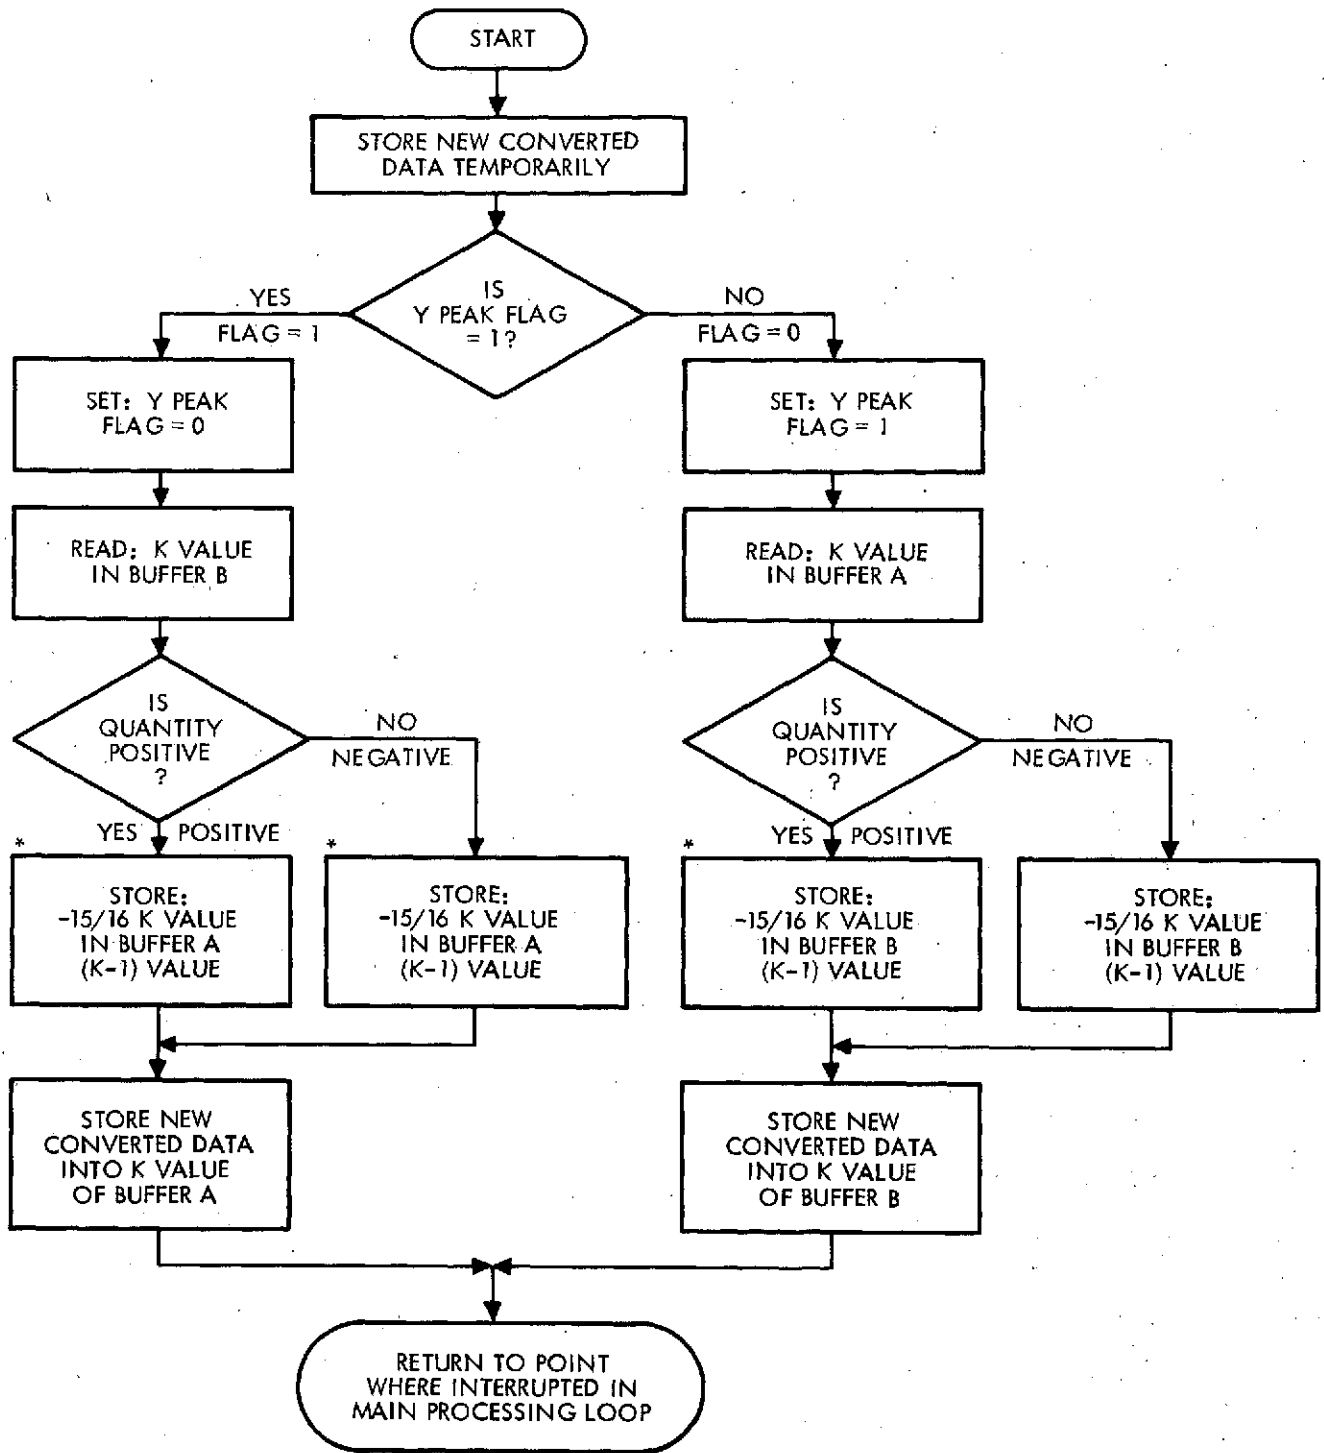 START
STORE NEW CONVERTED
DATA TEMPORARILY
IS
Y PEAK FLAG
= 1?
YES
FLAG = 1
NO
FLAG = 0
SET: Y PEAK
FLAG = 0
SET: Y PEAK
FLAG = 1
READ: K VALUE
IN BUFFER B
READ: K VALUE
IN BUFFER A
IS
QUANTITY
POSITIVE
?
NO
NEGATIVE
IS
QUANTITY
POSITIVE
?
NO
NEGATIVE
YES POSITIVE
YES POSITIVE
*
STORE:
-15/16 K VALUE
IN BUFFER A
(K-1) VALUE
*
STORE:
-15/16 K VALUE
IN BUFFER A
(K-1) VALUE
*
STORE:
-15/16 K VALUE
IN BUFFER B
(K-1) VALUE
STORE:
-15/16 K VALUE
IN BUFFER B
(K-1) VALUE
STORE NEW
CONVERTED DATA
INTO K VALUE
OF BUFFER A
STORE NEW
CONVERTED DATA
INTO K VALUE
OF BUFFER B
RETURN TO POINT
WHERE INTERRUPTED IN
MAIN PROCESSING LOOP